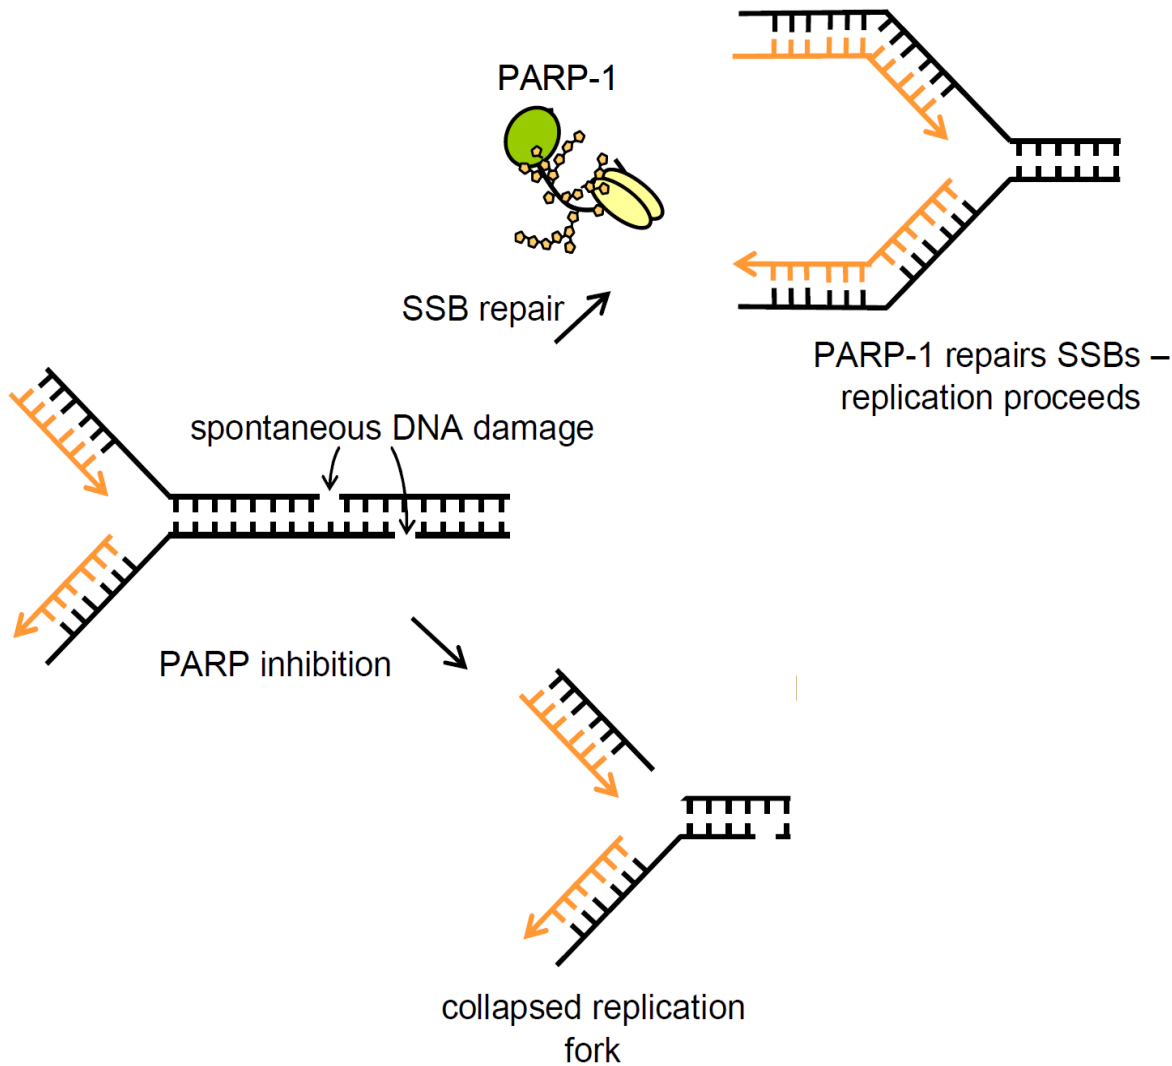 PARP-1
SSB repair
PARP-1 repairs SSBs –
replication proceeds
spontaneous DNA damage
PARP inhibition
collapsed replication
fork